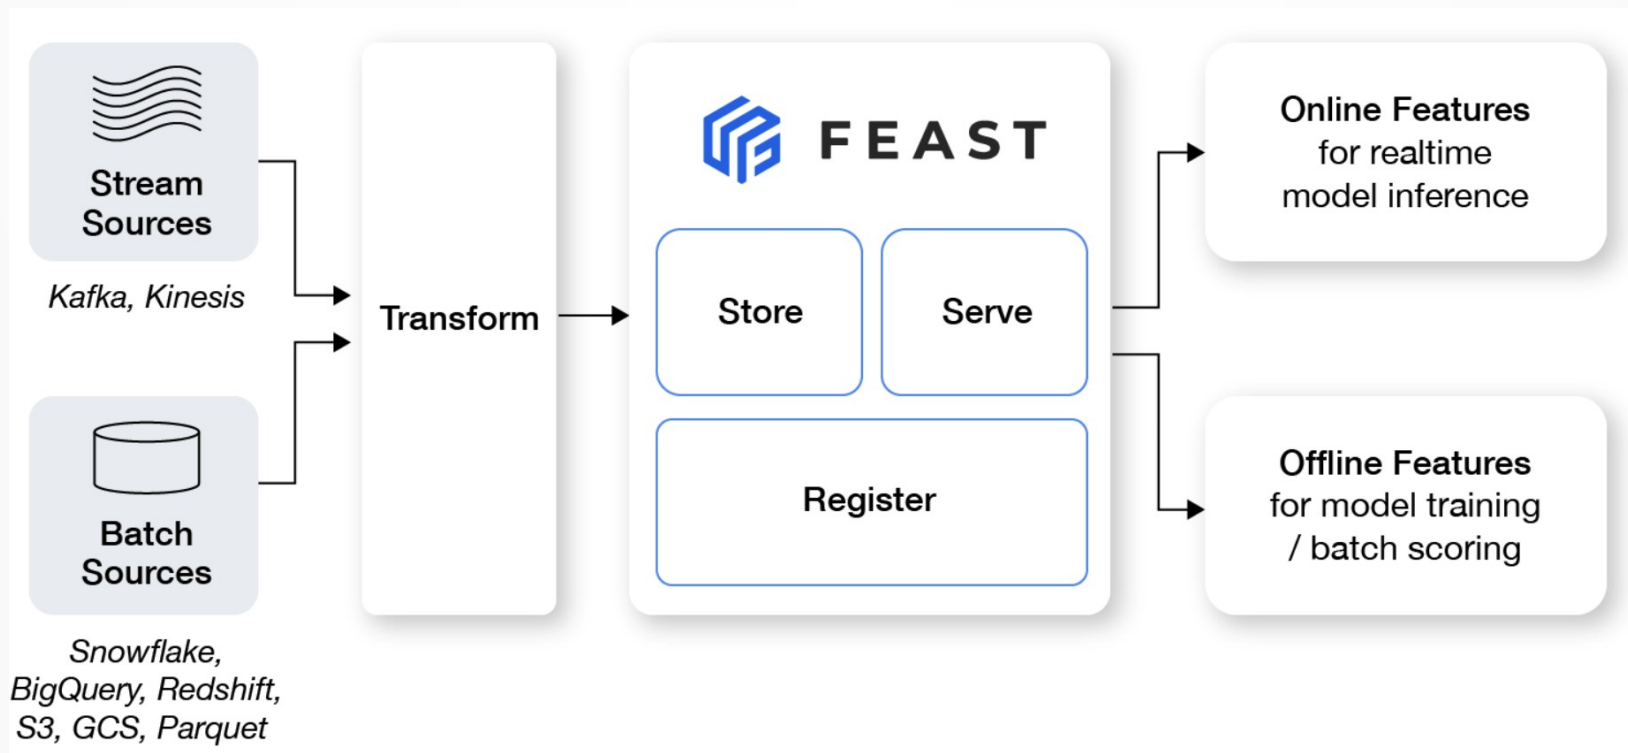 Stream
Sources
Kafka, Kinesis
Batch
Sources
Snowflake,
BigQuery, Redshift,
S3, GCS, Parquet
Transform
FEAST
Store
Serve
Register
Online Features
for realtime
model inference
Offline Features
for model training
/ batch scoring